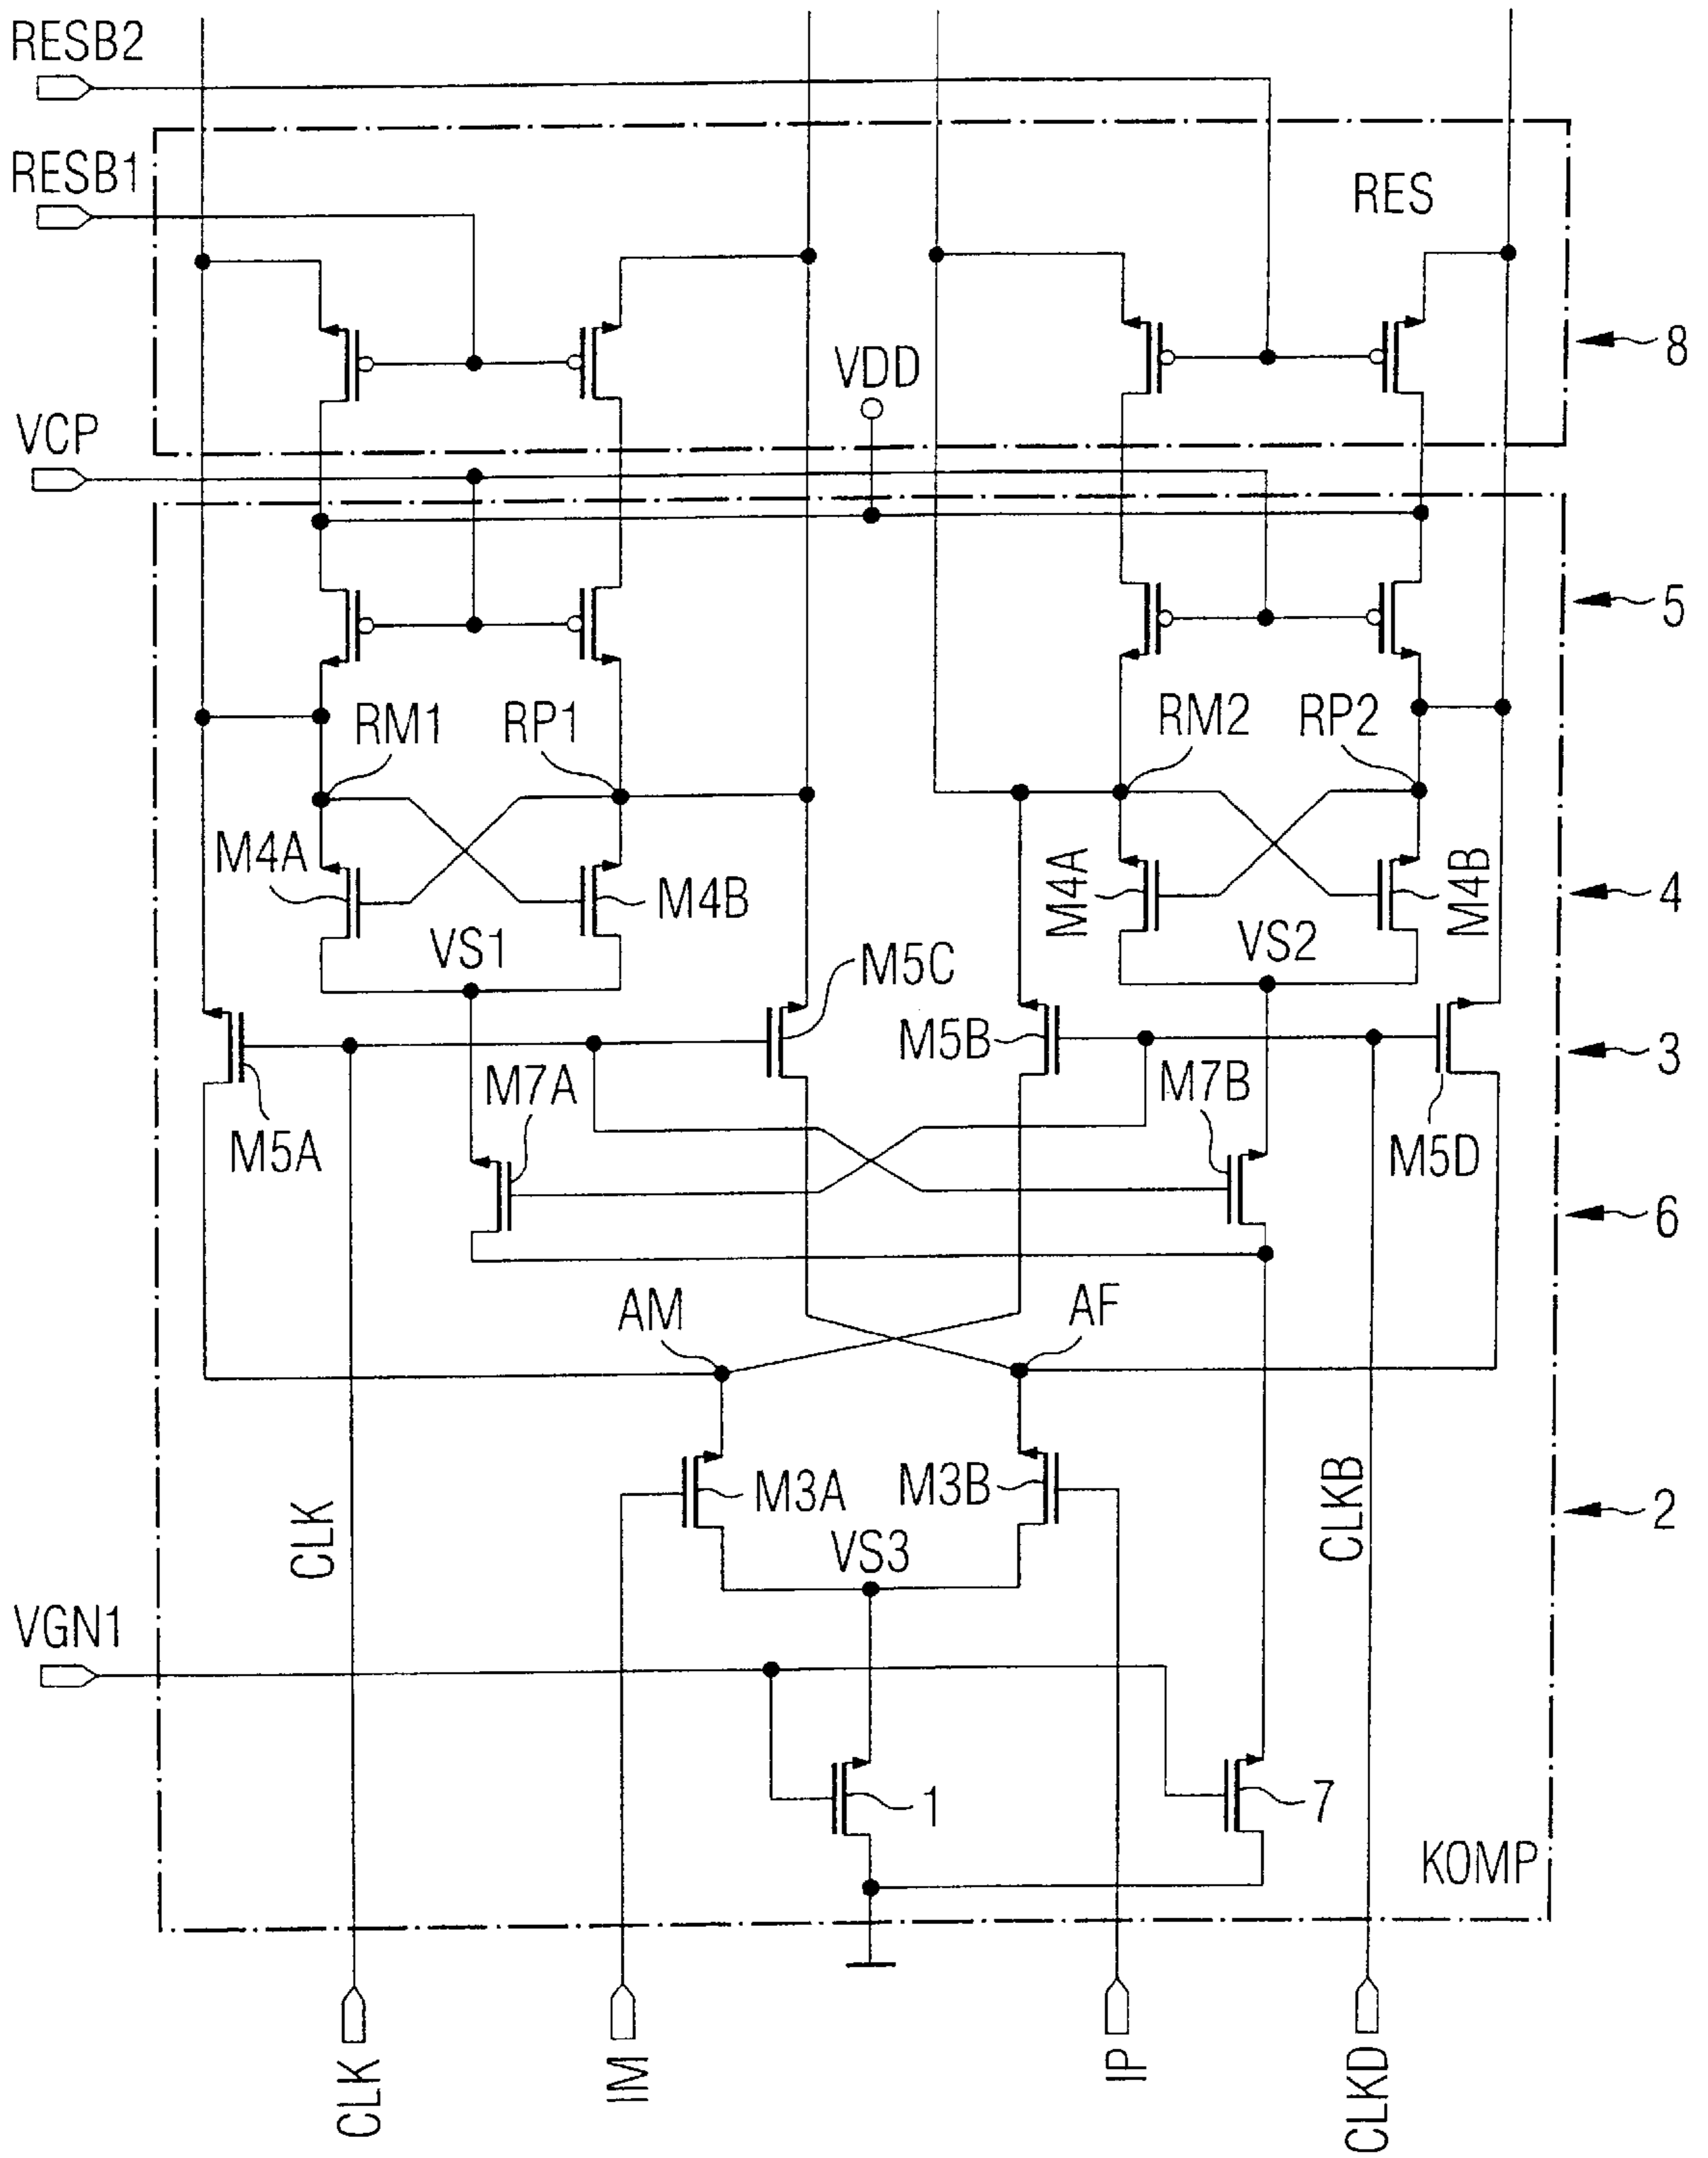 RESB2
RESB1
RES
8
VDD
VCP
5
RM1
RP1
RM2
RP2
M4A
M4B
M4A
M4B
4
VS1
VS2
M5C
M5B
3
M7A
M7B
M5A
M5D
6
AM
AF
M3A
M3B
CLK
CLKB
2
VS3
VGN1
1
7
KOMP
CLK
IM
IP
CLKD